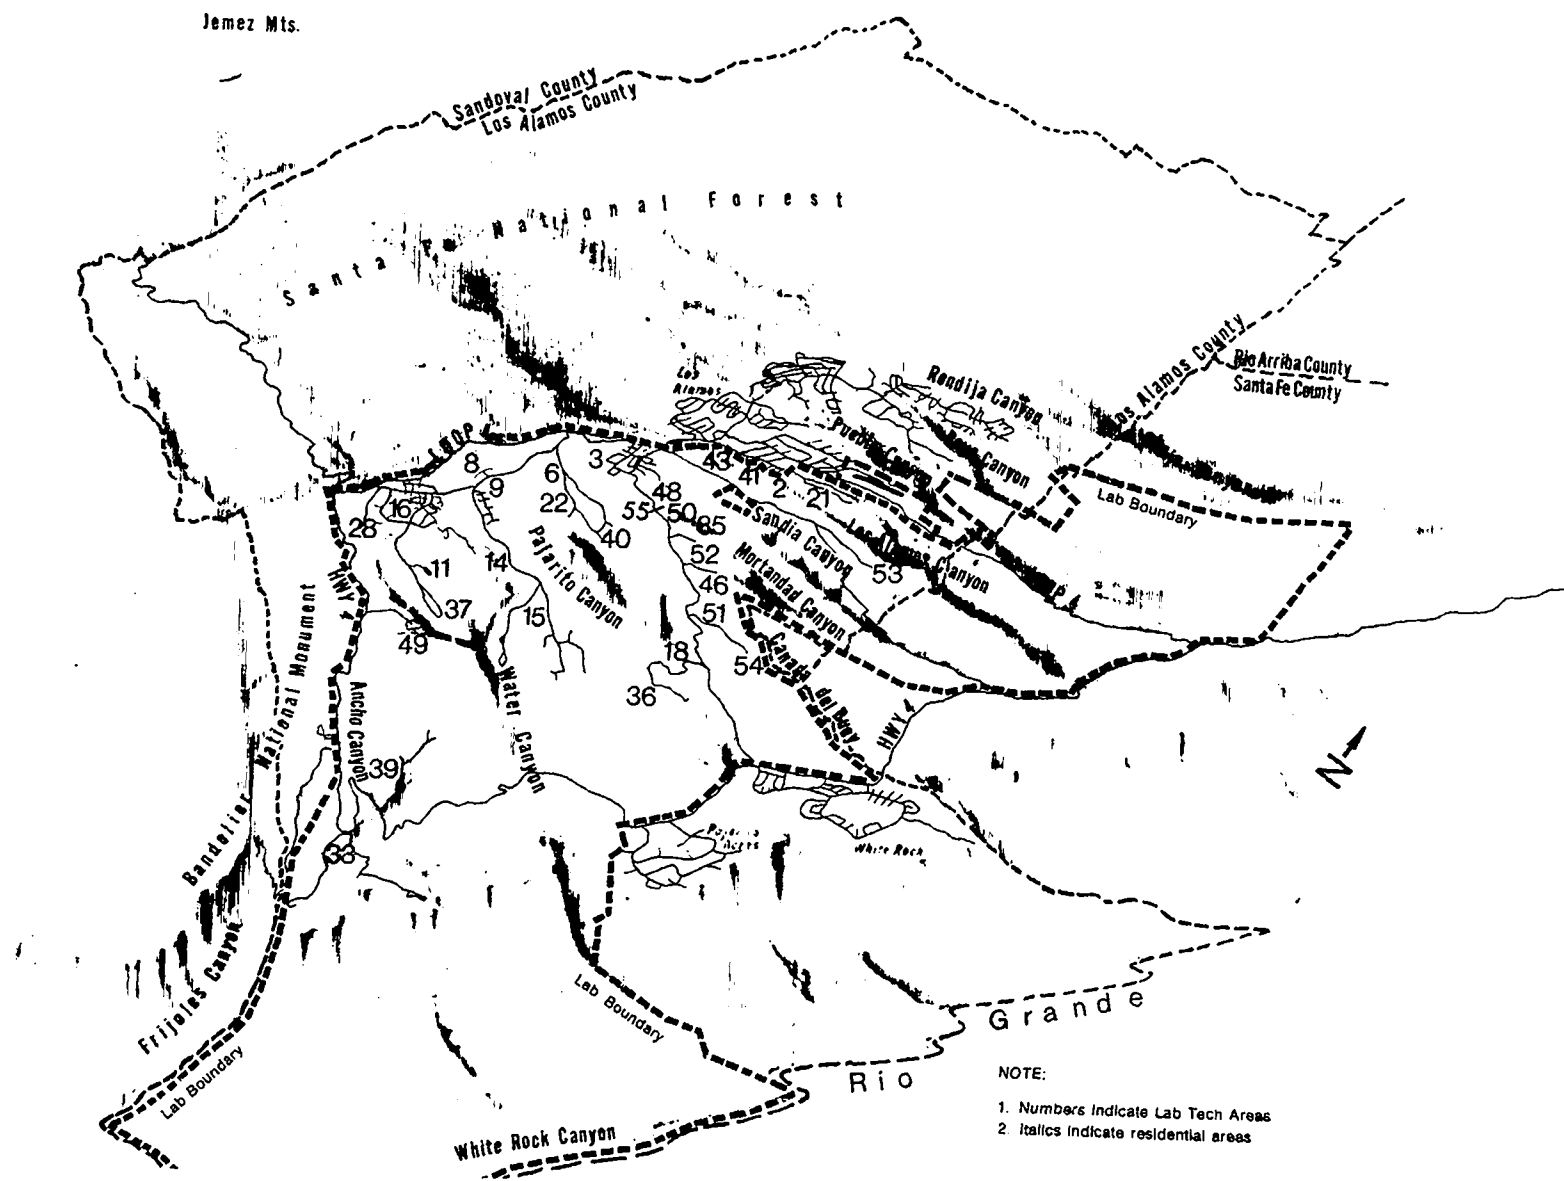 Jemez Mts.
Sandoval County
Los Alamos County
Santa Fe National Forest
Los Alamos County
Rio Arriba County
Santa Fe County
Los
Alamos
Rendija Canyon
Pueblo Canyon
Canyon
LOOP
8
9
6
3
43
41
2
21
16
28
22
48
55
50
35
40
Sandia Canyon
Los Alamos Canyon
Lab Boundary
11
14
52
53
Pajarito Canyon
Mortandad Canyon
46
HWY 4
37
15
51
49
18
54
Canada del Buey
36
Water Canyon
Ancho Canyon
HWY 4
39
N
Bandelier National Monument
33
White Rock
Frijoles Canyon
Lab Boundary
Lab Boundary
Rio Grande
White Rock Canyon
NOTE:
1. Numbers Indicate Lab Tech Areas
2. Italics indicate residential areas